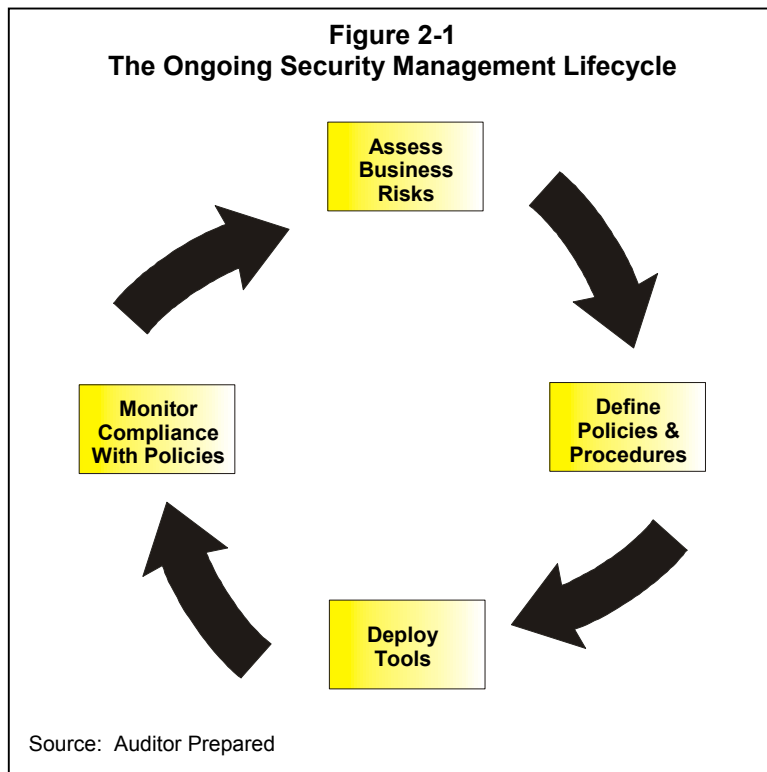 Figure 2-1
The Ongoing Security Management Lifecycle
Assess
Business
Risks
Define
Policies &
Procedures
Deploy
Tools
Monitor
Compliance
With Policies
Source: Auditor Prepared